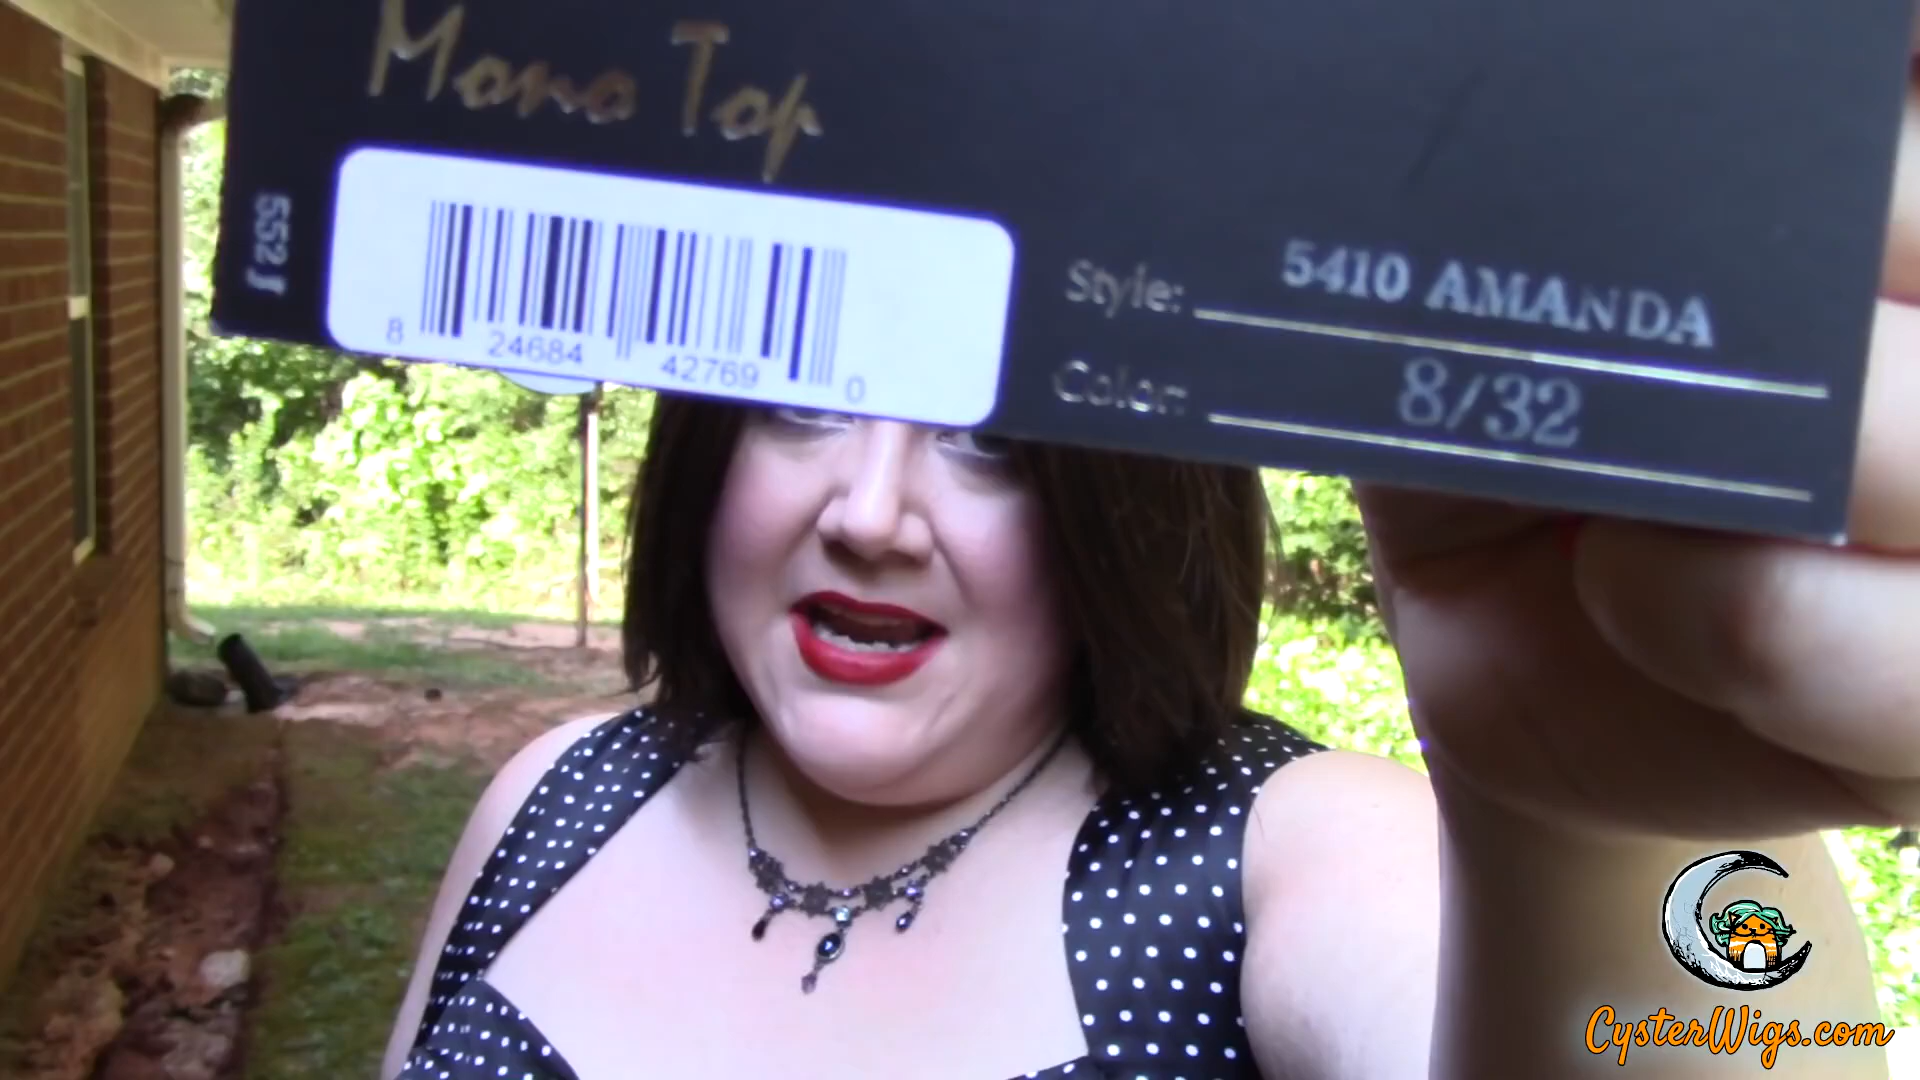 Mono Top
552 J
8 24684 42769 0
Style: 5410 AMANDA
Color: 8/32
CysterWigs.com